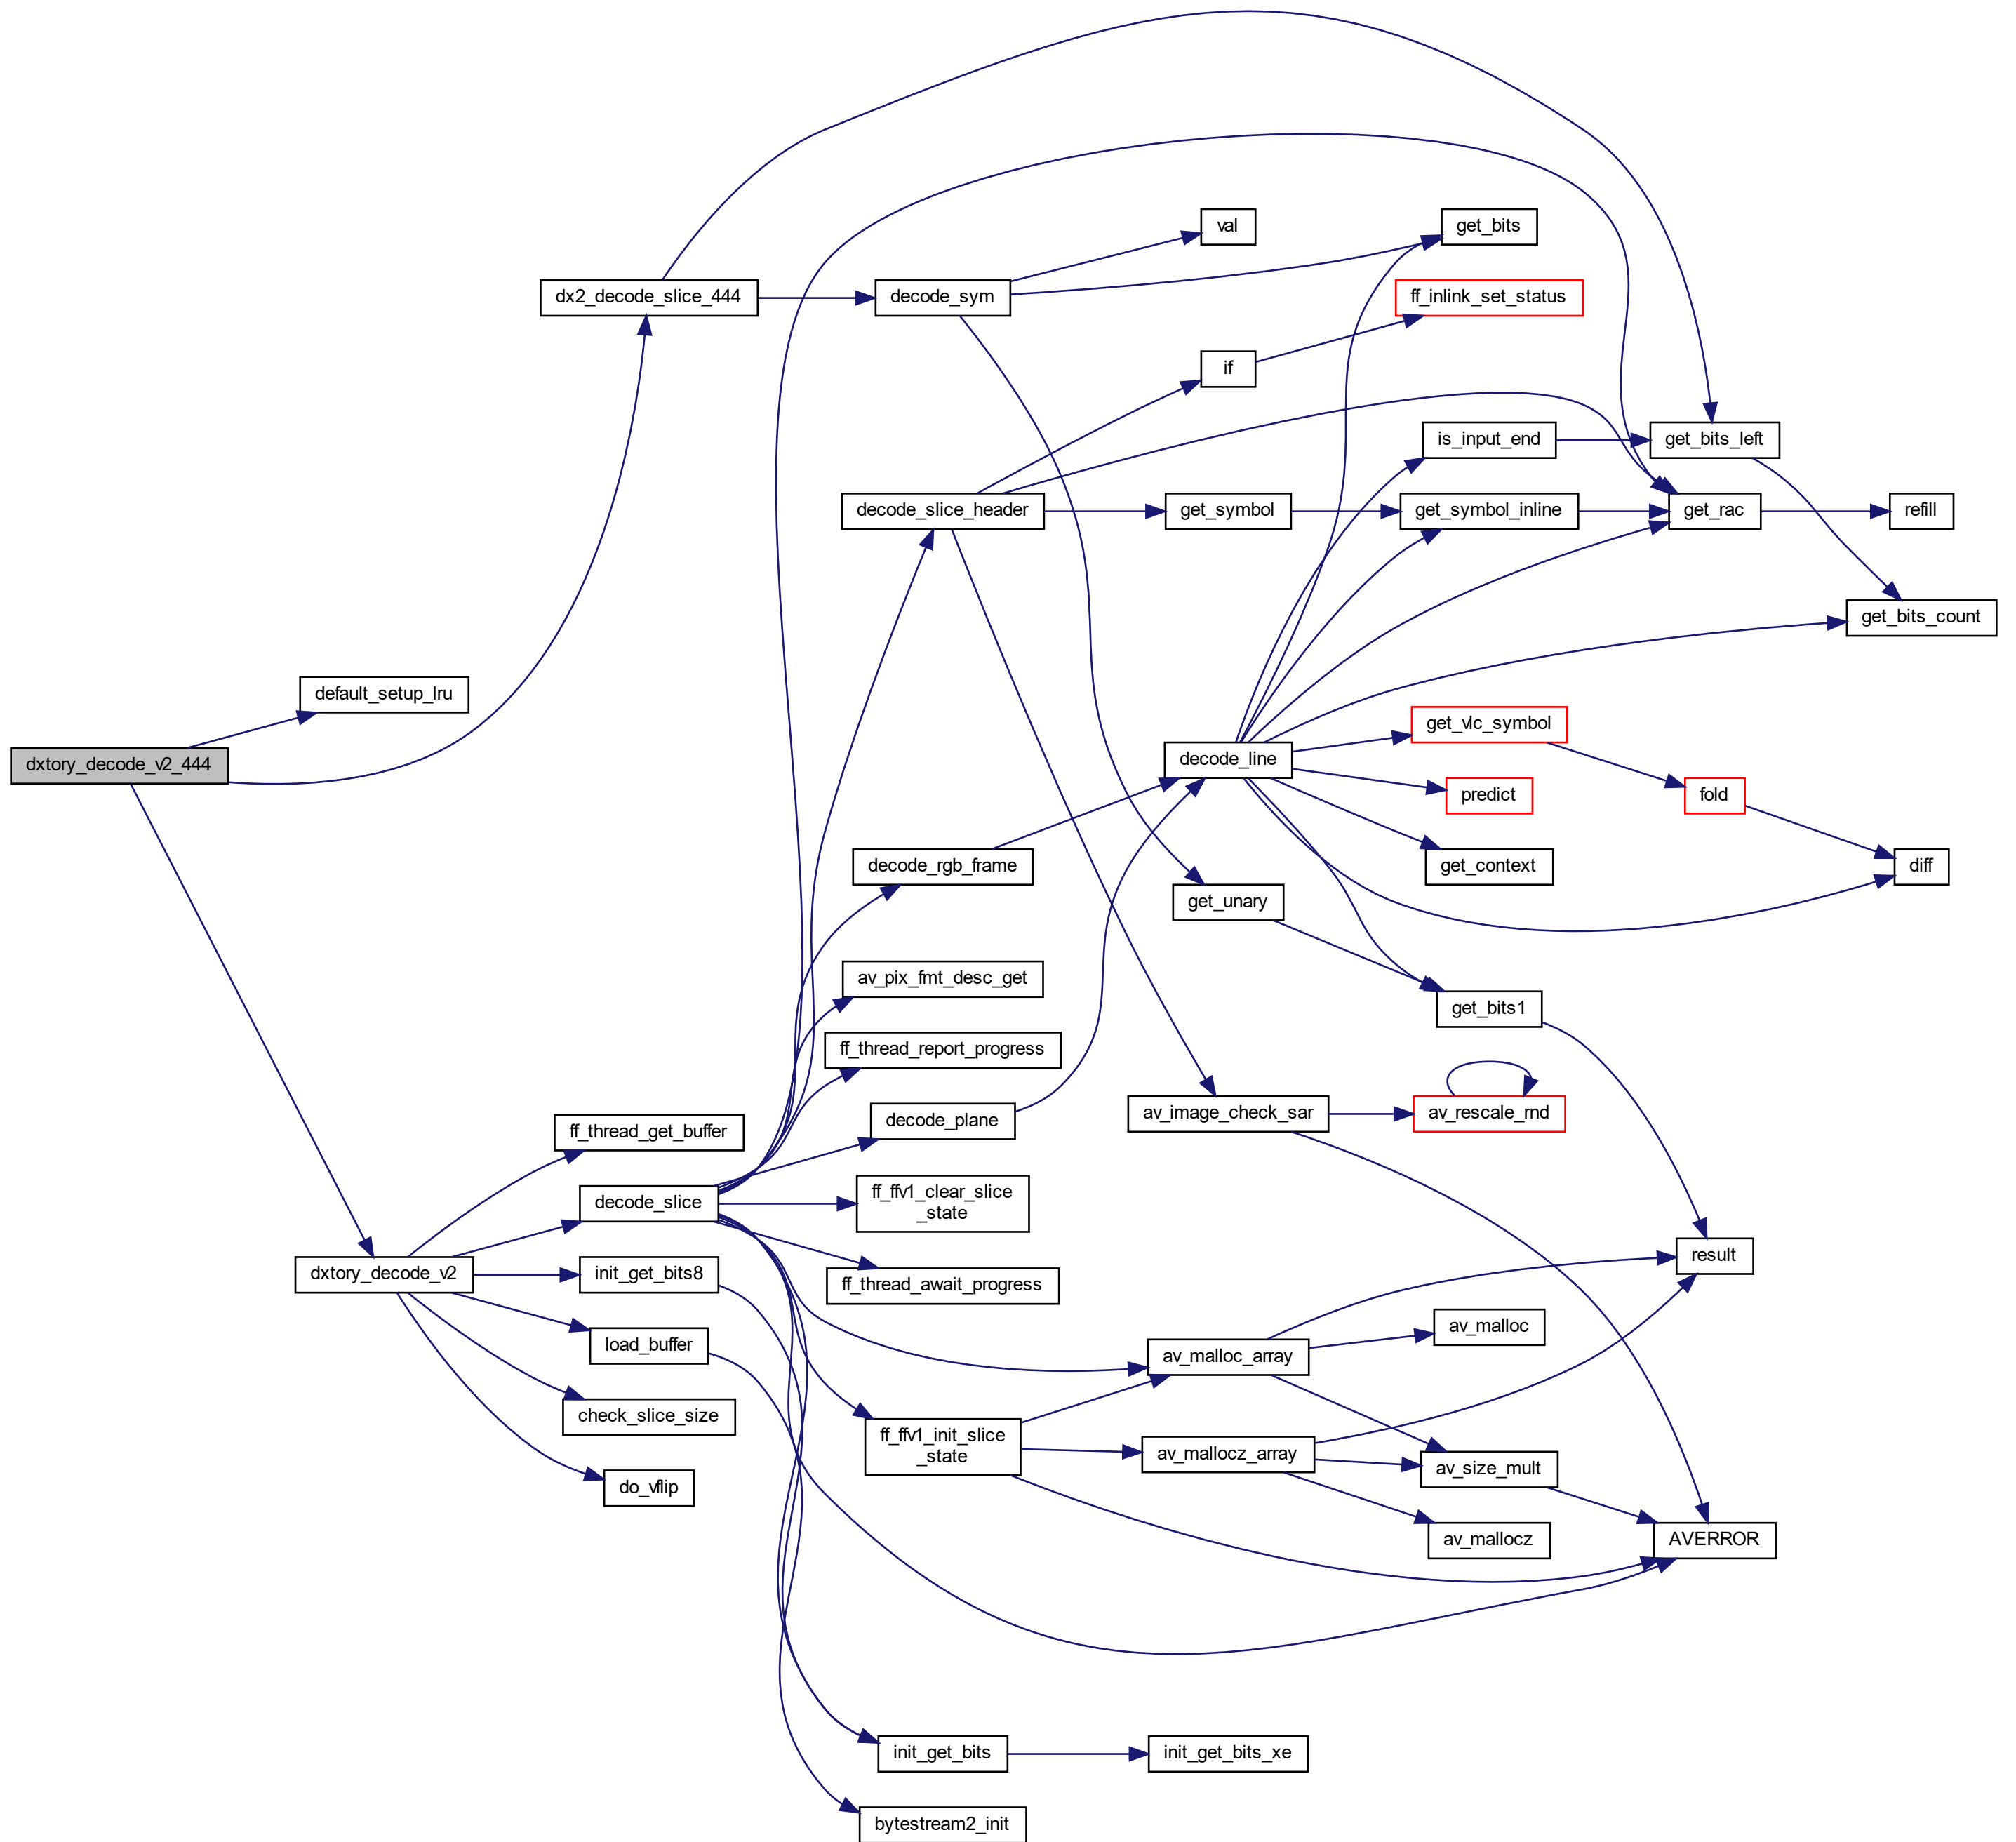 val
get_bits
dx2_decode_slice_444
decode_sym
ff_inlink_set_status
if
is_input_end
get_bits_left
decode_slice_header
get_symbol
get_symbol_inline
get_rac
refill
get_bits_count
default_setup_lru
get_vlc_symbol
dxtory_decode_v2_444
decode_line
predict
fold
decode_rgb_frame
get_context
diff
get_unary
av_pix_fmt_desc_get
get_bits1
ff_thread_report_progress
ff_thread_get_buffer
decode_plane
av_image_check_sar
av_rescale_rnd
decode_slice
ff_ffv1_clear_slice
_state
dxtory_decode_v2
init_get_bits8
ff_thread_await_progress
result
load_buffer
av_malloc_array
av_malloc
check_slice_size
ff_ffv1_init_slice
_state
av_mallocz_array
av_size_mult
do_vflip
av_mallocz
AVERROR
init_get_bits
init_get_bits_xe
bytestream2_init